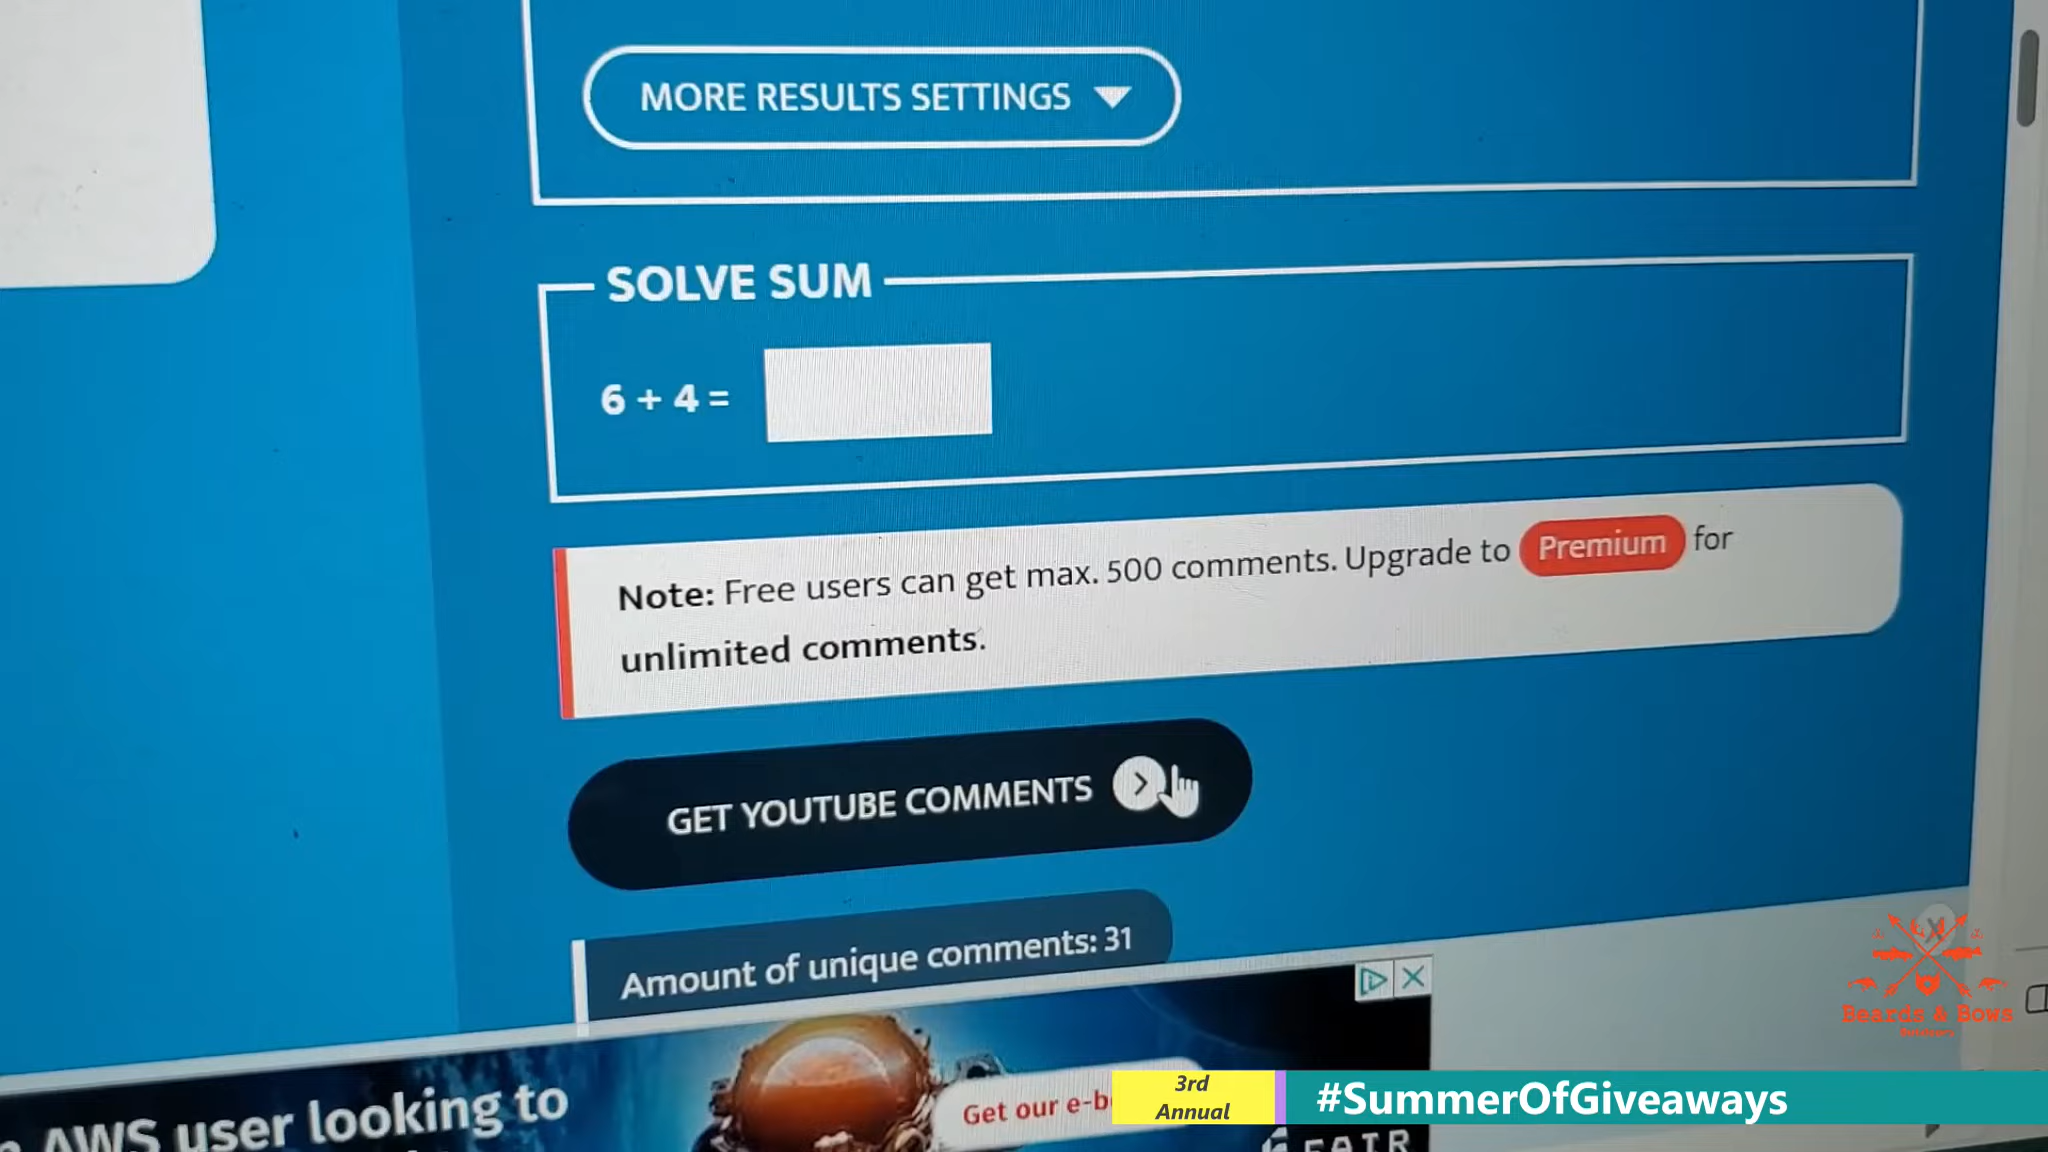 MORE RESULTS SETTINGS
SOLVE SUM
6 + 4 =
Note: Free users can get max. 500 comments. Upgrade to Premium for
unlimited comments.
GET YOUTUBE COMMENTS
Amount of unique comments: 31
AWS user looking to
Get our e-b
3rd
Annual
#SummerOfGiveaways
Beards & Bows